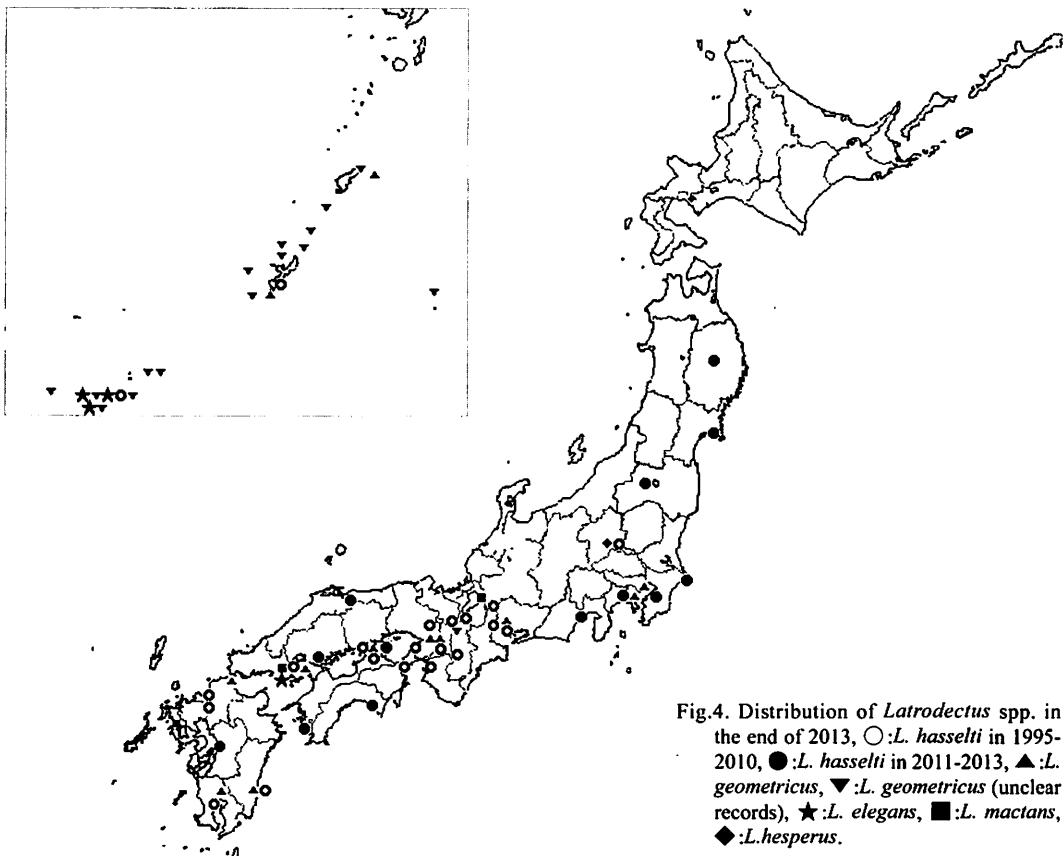 Fig.4. Distribution of Latrodectus spp. in
the end of 2013, ○:L. hasselti in 1995-
2010, ●:L. hasselti in 2011-2013, ▲:L.
geometricus, ▼:L. geometricus (unclear
records), ★:L. elegans, ■:L. mactans,
◆:L.hesperus.